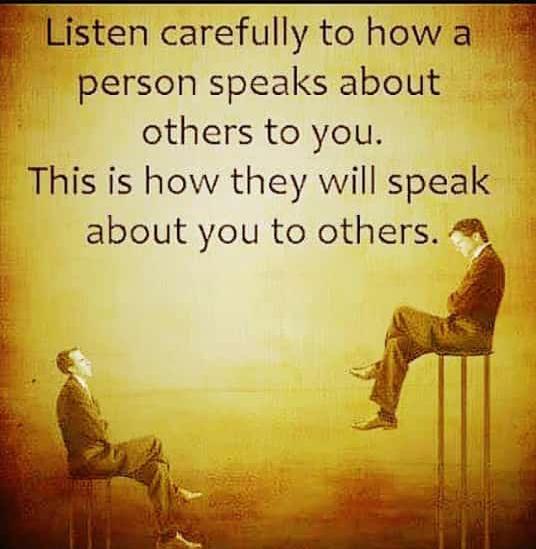 Listen carefully to how a
person speaks about
others to you.
This is how they will speak
about you to others.